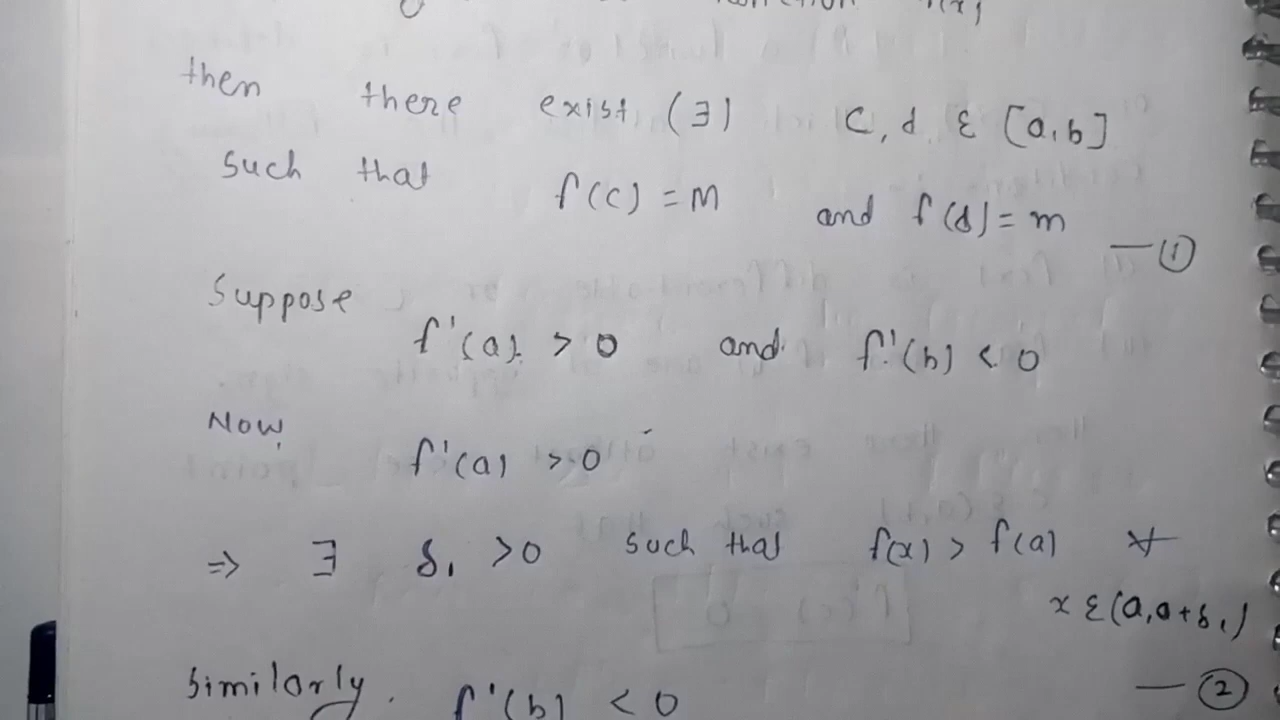 then there exist (∃) c, d ε [a,b]
such that f(c) = M and f(d) = m — ①
Suppose
f'(a) > 0 and f'(b) < 0
Now, f'(a) > 0
⇒ ∃ δ₁ > 0 such that f(x) > f(a) ∀
x ε (a, a+δ₁)
— ②
Similarly. f'(b) < 0